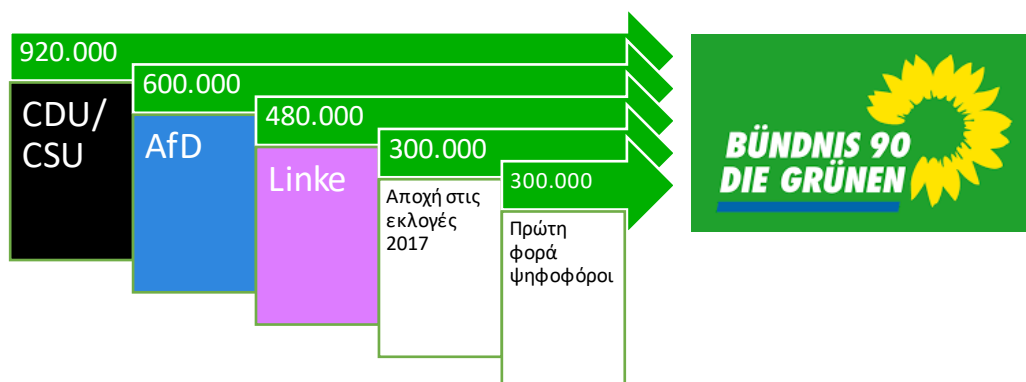 920.000
CDU/
CSU
600.000
AfD
480.000
Linke
300.000
Αποχή στις
εκλογές
2017
300.000
Πρώτη
φορά
ψηφοφόροι
BÜNDNIS 90
DIE GRÜNEN